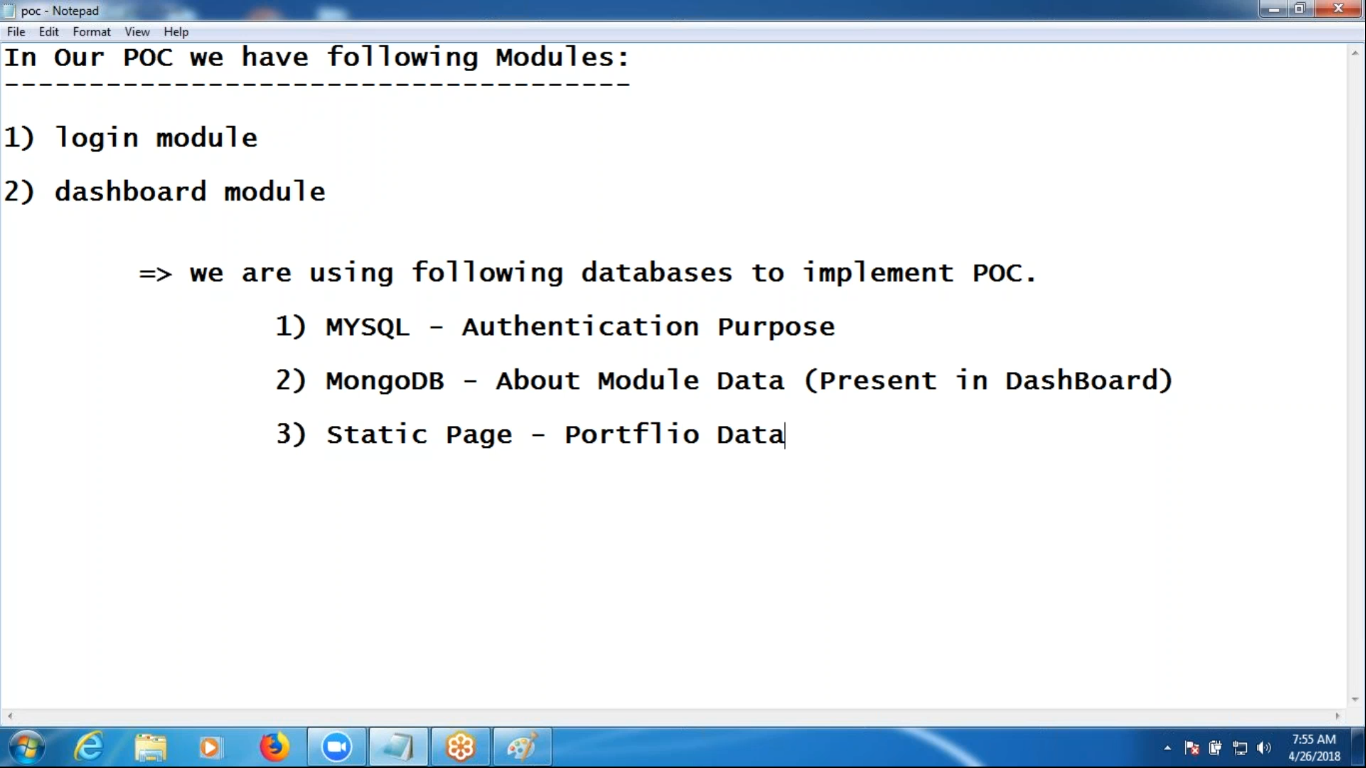 poc - Notepad
File Edit Format View Help
In Our POC we have following Modules:
-------------------------------------
1) login module
2) dashboard module
=> we are using following databases to implement POC.
1) MYSQL - Authentication Purpose
2) MongoDB - About Module Data (Present in DashBoard)
3) Static Page - Portflio Data
7:55 AM
4/26/2018